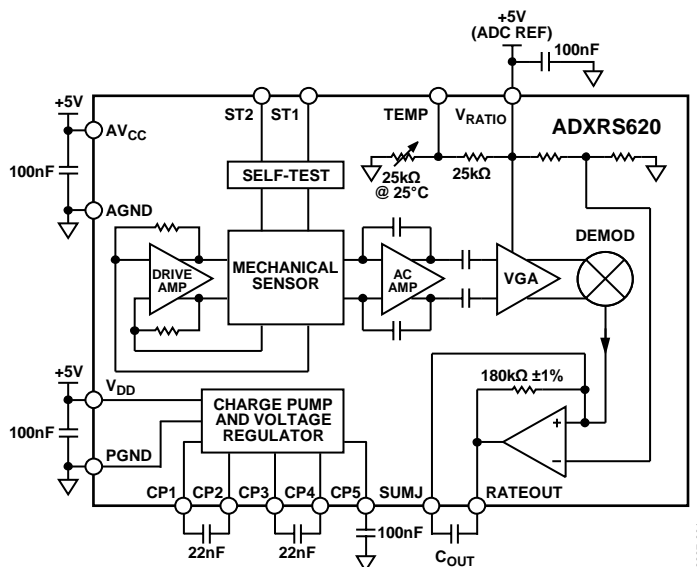 +5V
(ADC REF)
100nF
+5V
ST2
ST1
TEMP
VRATIO
ADXRS620
AVCC
100nF
25kΩ
@ 25°C
25kΩ
SELF-TEST
AGND
DEMOD
DRIVE
AMP
MECHANICAL
SENSOR
AC
AMP
VGA
+5V
VDD
180kΩ ±1%
CHARGE PUMP
AND VOLTAGE
REGULATOR
+
–
100nF
PGND
CP1
CP2
CP3
CP4
CP5
SUMJ
RATEOUT
22nF
22nF
100nF
COUT